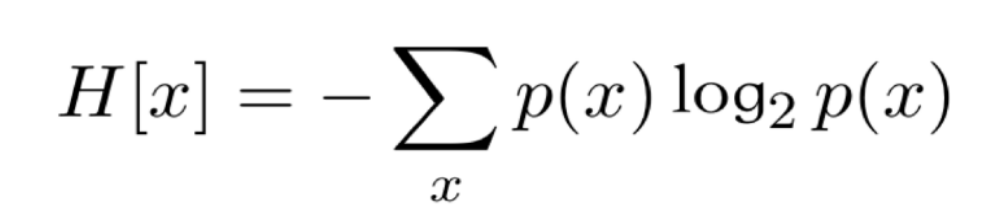 H[x] = − ∑ₓ p(x) log₂ p(x)